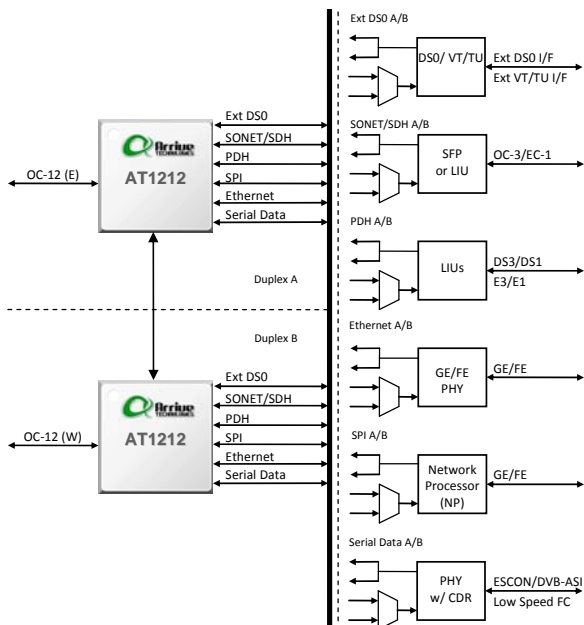 Ext DS0 A/B
DS0/ VT/TU
Ext DS0 I/F
Ext VT/TU I/F
SONET/SDH A/B
SFP
or LIU
OC-3/EC-1
PDH A/B
LIUs
DS3/DS1
E3/E1
Ethernet A/B
GE/FE
PHY
GE/FE
SPI A/B
Network
Processor
(NP)
GE/FE
Serial Data A/B
PHY
w/ CDR
ESCON/DVB-ASI
Low Speed FC
OC-12 (E)
Arrive
TECHNOLOGIES
AT1212
Ext DS0
SONET/SDH
PDH
SPI
Ethernet
Serial Data
Duplex A
Duplex B
OC-12 (W)
Arrive
TECHNOLOGIES
AT1212
Ext DS0
SONET/SDH
PDH
SPI
Ethernet
Serial Data